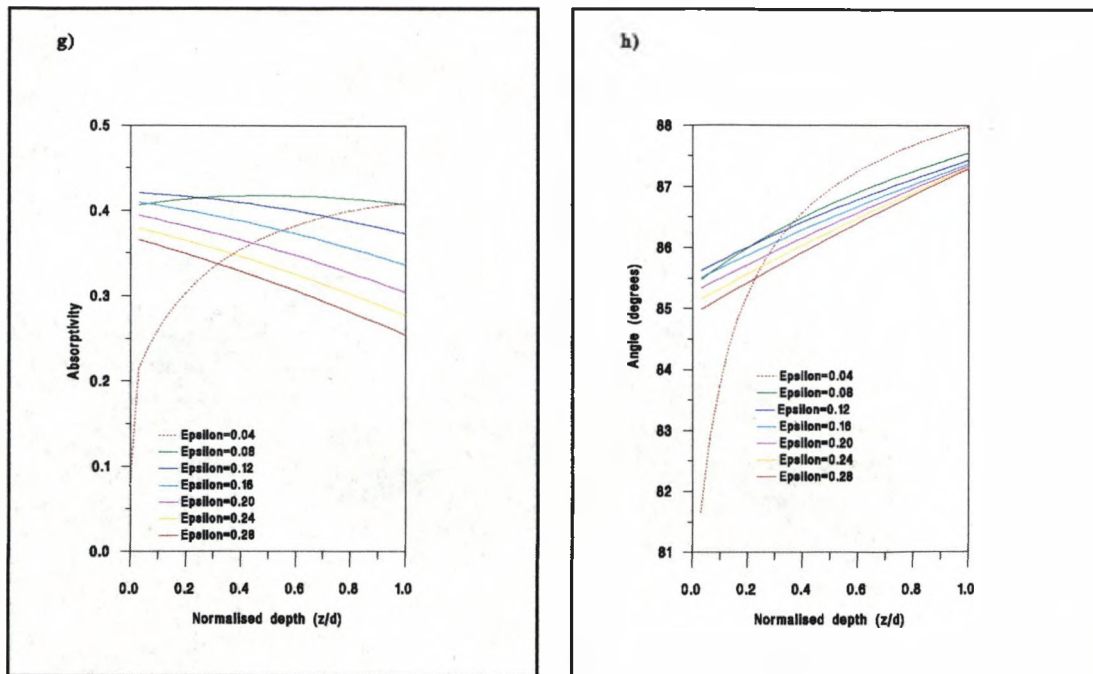 g)
0.5
0.4
0.3
0.2
0.1
0.0
Absorptivity
Epsilon=0.04
Epsilon=0.08
Epsilon=0.12
Epsilon=0.16
Epsilon=0.20
Epsilon=0.24
Epsilon=0.28
0.0 0.2 0.4 0.6 0.8 1.0
Normalised depth (z/d)
h)
88
87
86
85
84
83
82
81
Angle (degrees)
Epsilon=0.04
Epsilon=0.08
Epsilon=0.12
Epsilon=0.16
Epsilon=0.20
Epsilon=0.24
Epsilon=0.28
0.0 0.2 0.4 0.6 0.8 1.0
Normalised depth (z/d)